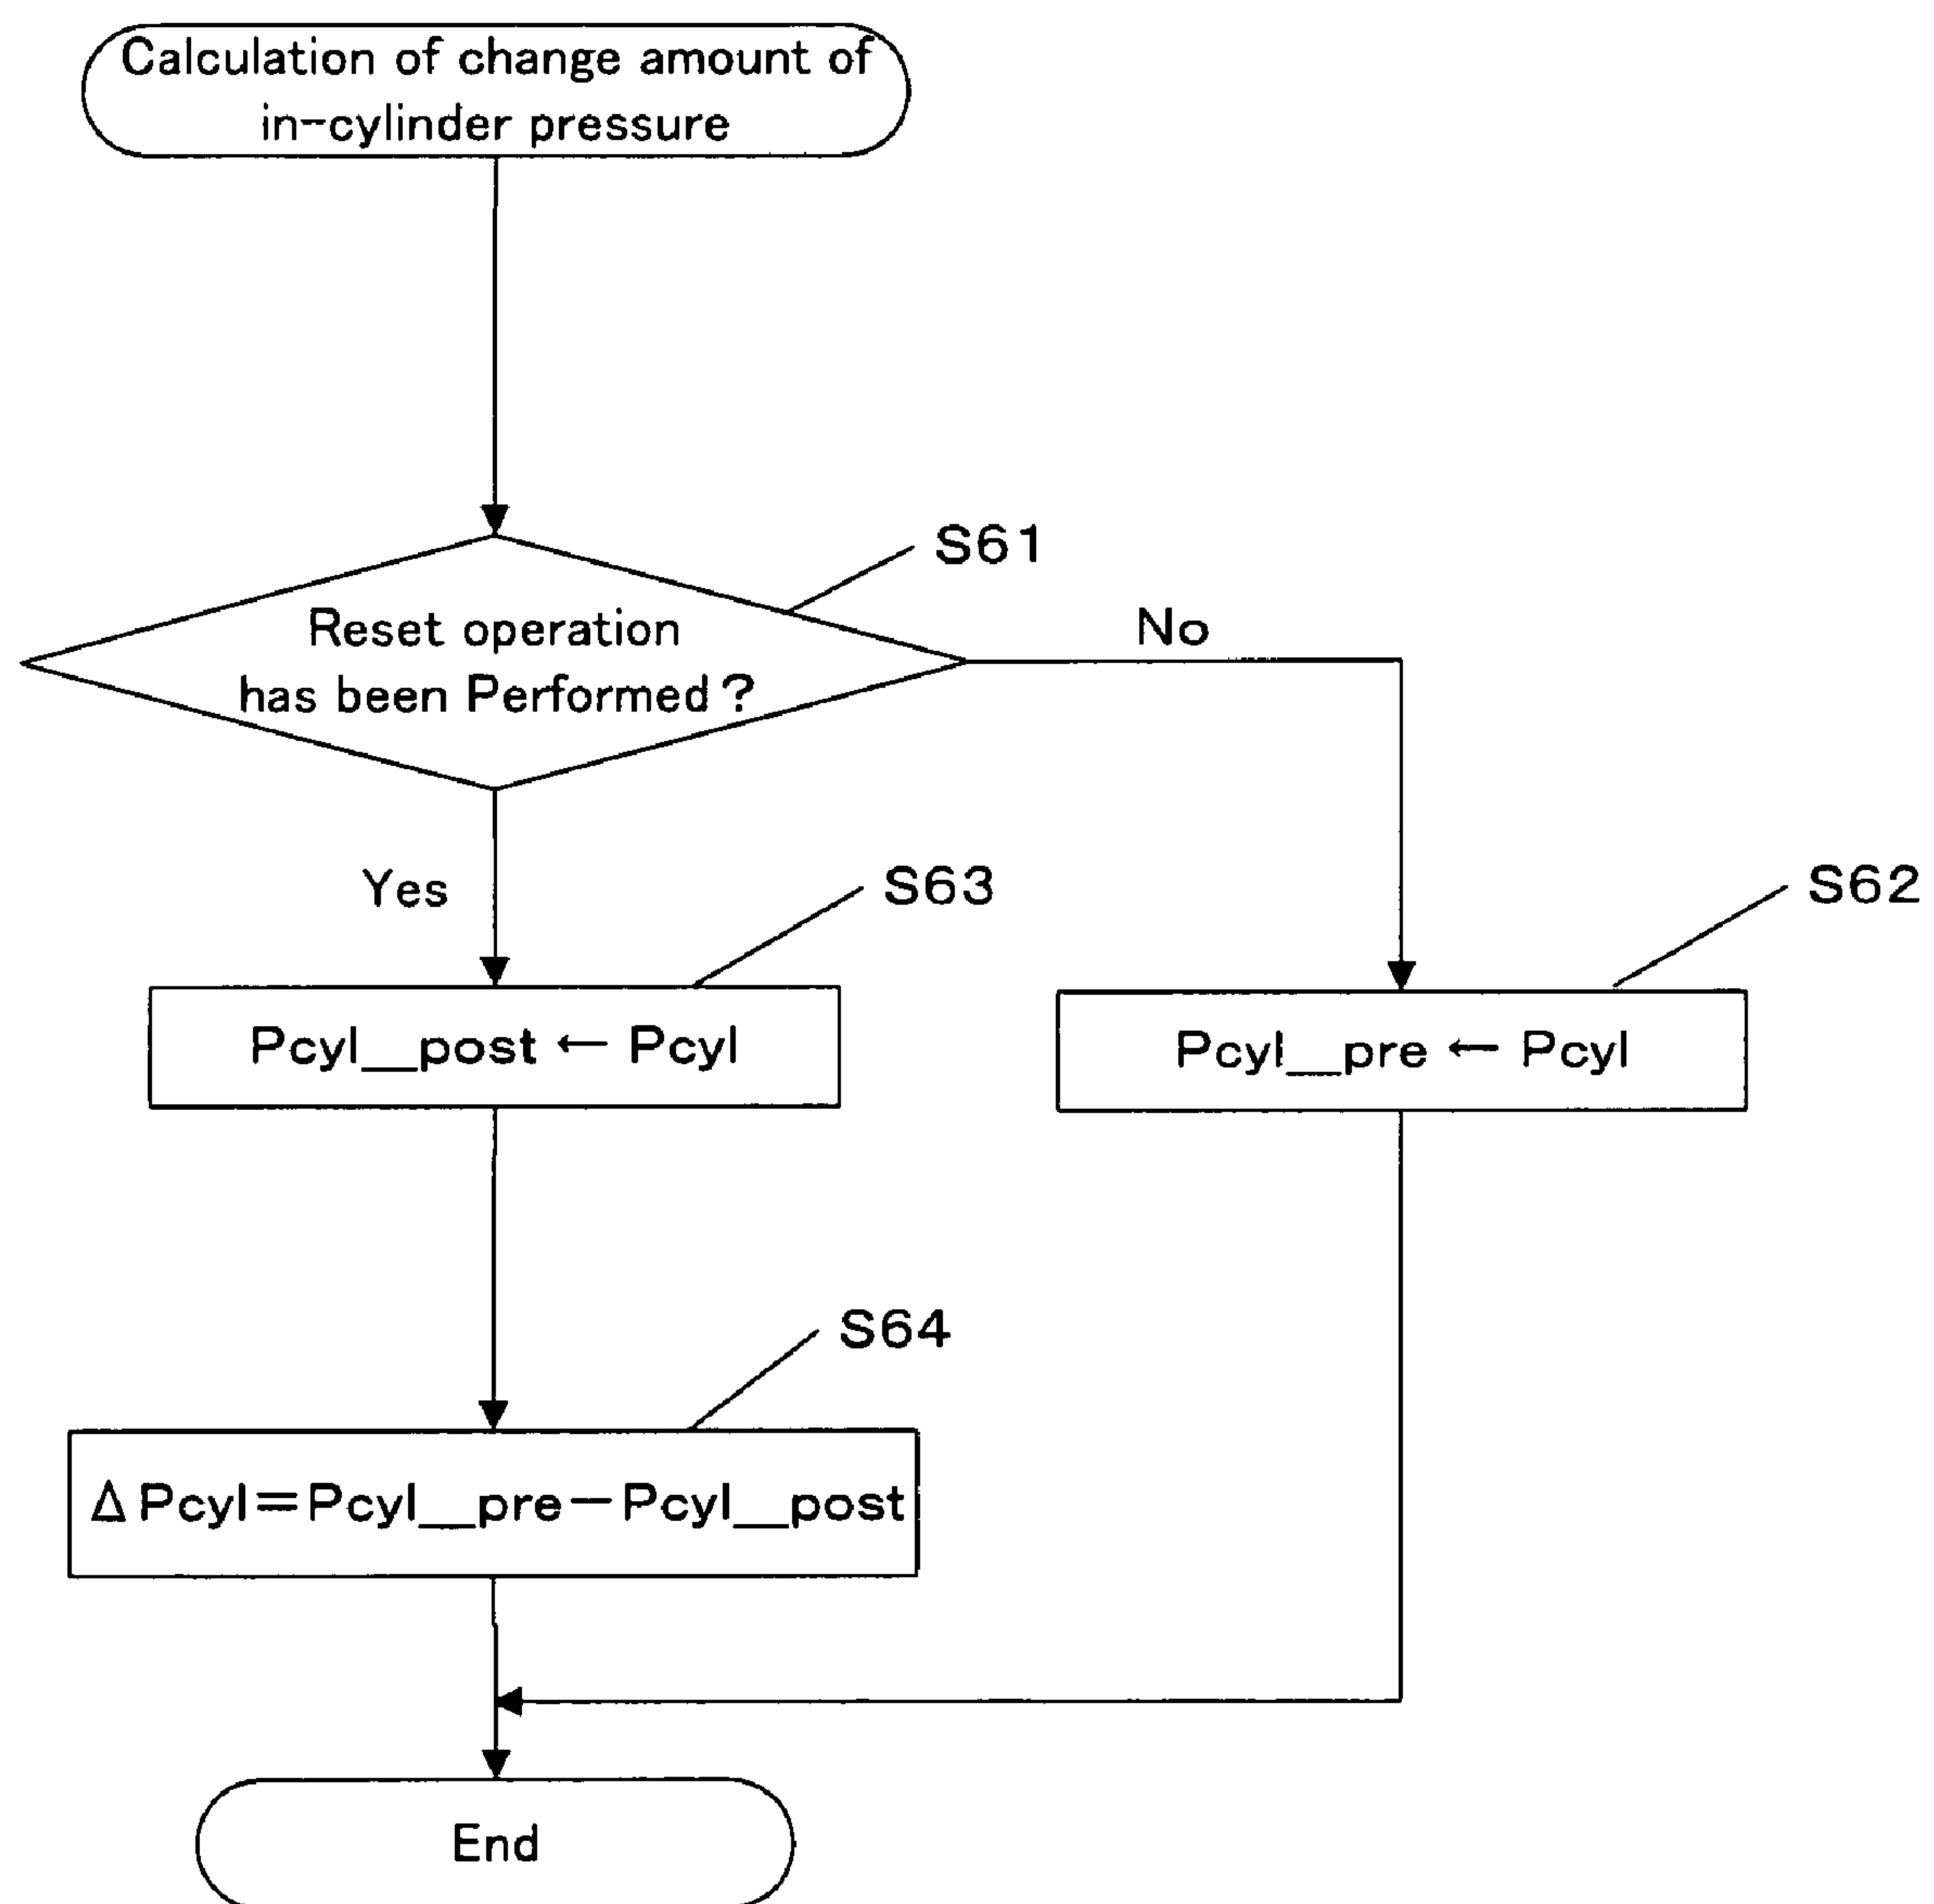 Calculation of change amount of
in-cylinder pressure
S61
Reset operation
has been Performed?
No
Yes
S63
S62
Pcyl__post ← Pcyl
Pcyl__pre ← Pcyl
S64
Δ Pcyl=Pcyl__pre−Pcyl__post
End